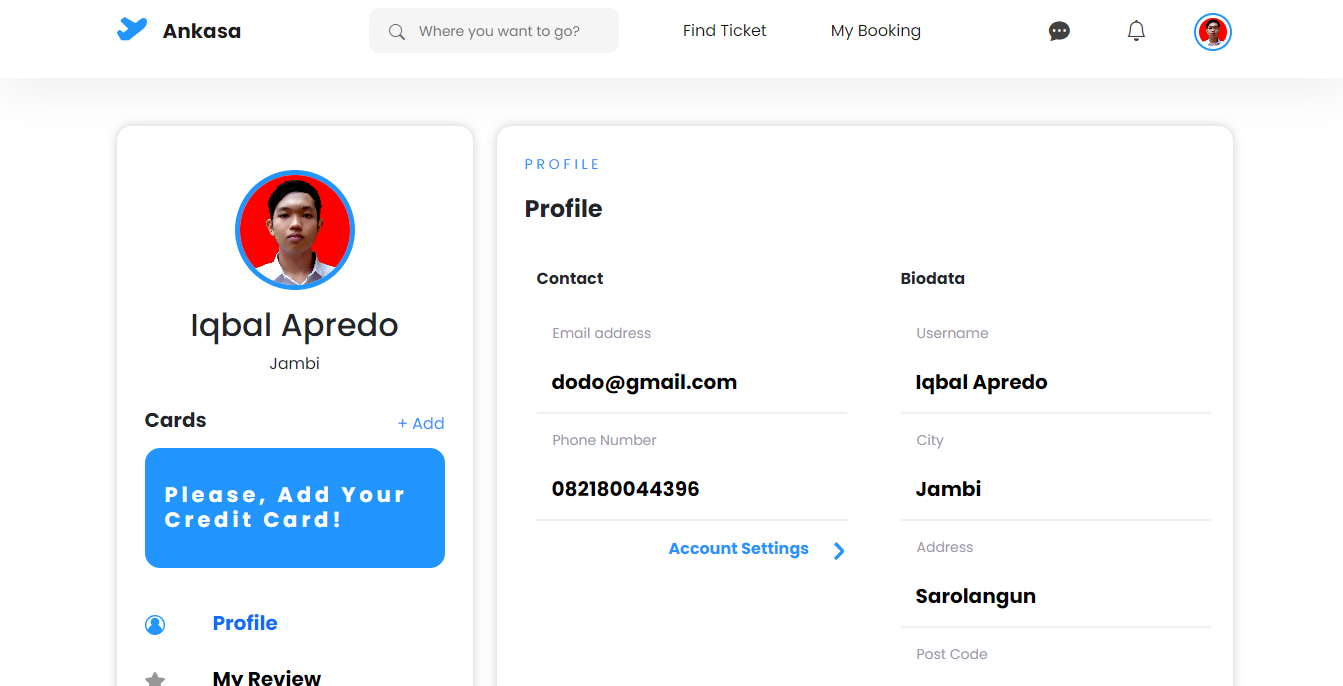 Ankasa
Where you want to go?
Find Ticket
My Booking
Iqbal Apredo
Jambi
Cards
+ Add
Please, Add Your
Credit Card!
Profile
My Review
PROFILE
Profile
Contact
Email address
dodo@gmail.com
Phone Number
082180044396
Account Settings
Biodata
Username
Iqbal Apredo
City
Jambi
Address
Sarolangun
Post Code